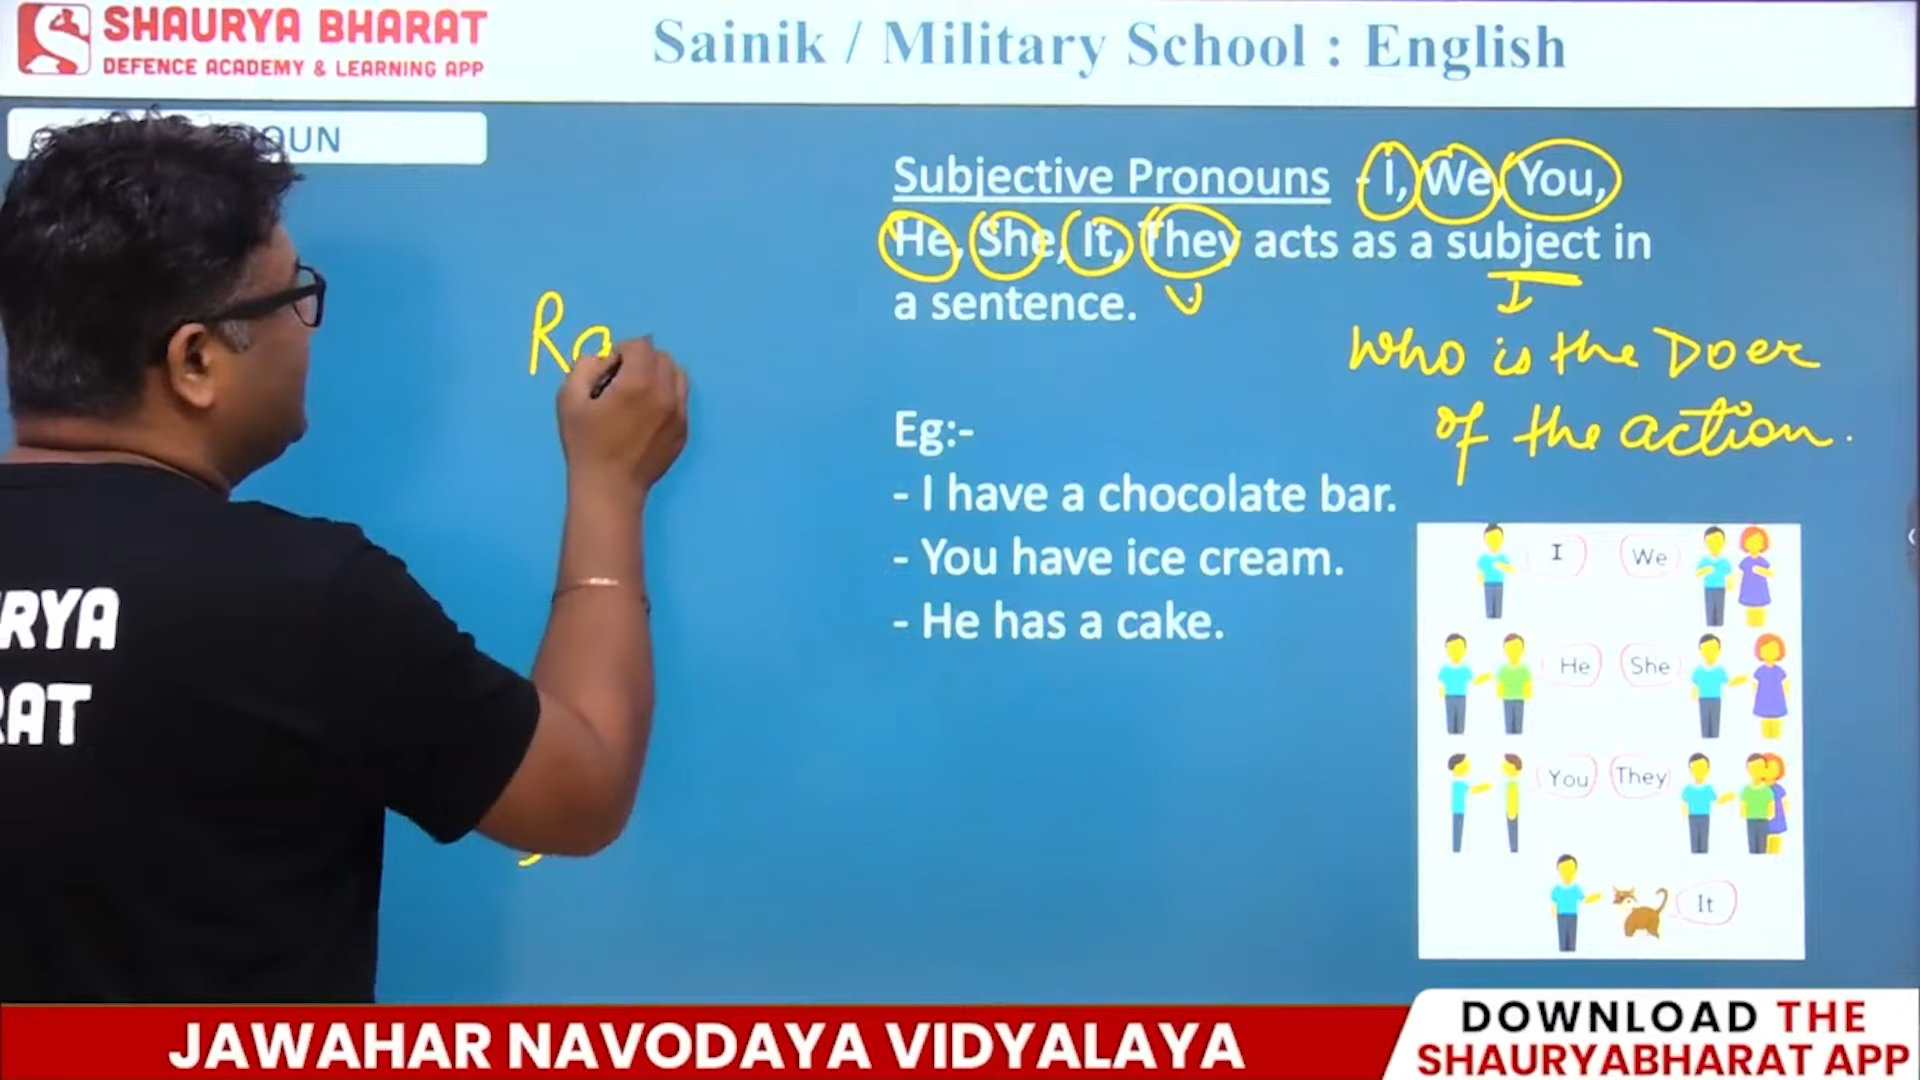 SHAURYA BHARAT
DEFENCE ACADEMY & LEARNING APP
Sainik / Military School : English
OUN
Subjective Pronouns - I, We, You,
He, She, It, They acts as a subject in
a sentence.
Who is the Doer
of the action.
Ra
Eg:-
- I have a chocolate bar.
- You have ice cream.
- He has a cake.
I We
He She
You They
It
RYA
RAT
JAWAHAR NAVODAYA VIDYALAYA
DOWNLOAD THE
SHAURYABHARAT APP